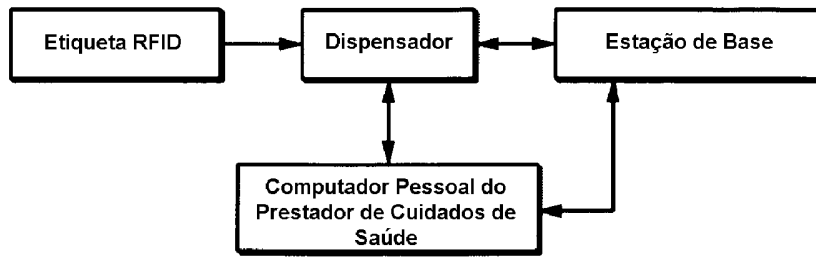 Etiqueta RFID
Dispensador
Estação de Base
Computador Pessoal do
Prestador de Cuidados de
Saúde